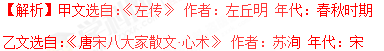 【解析】甲文选自:《左传》 作者：左丘明 年代：春秋时期
乙文选自:《唐宋八大家散文·心术》 作者：苏洵 年代：宋